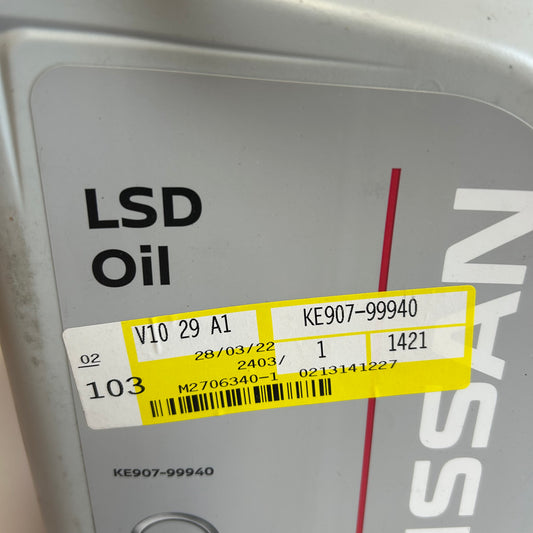 LSD
Oil
V10 29 A1
KE907-99940
02
28/03/22
2403/
1
1421
103
M2706340-1
0213141227
KE907-99940
NISSAN